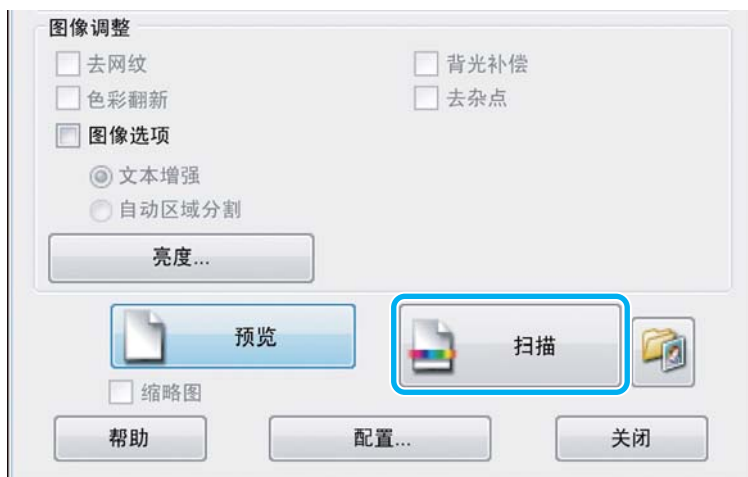 图像调整
去网纹 背光补偿
色彩翻新 去杂点
图像选项
文本增强
自动区域分割
亮度...
预览 扫描
缩略图
帮助 配置... 关闭